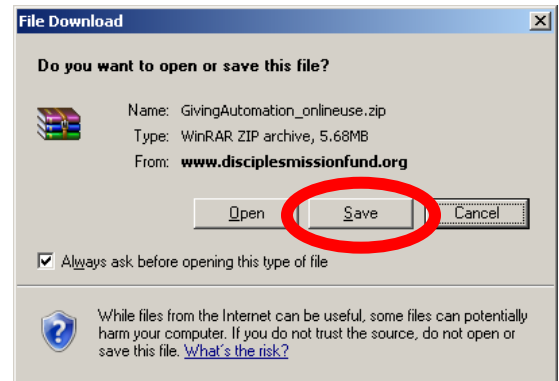 File Download
Do you want to open or save this file?
Name: GivingAutomation_onlineuse.zip
Type: WinRAR ZIP archive, 5.68MB
From: www.disciplesmissionfund.org
Open Save Cancel
Always ask before opening this type of file
While files from the Internet can be useful, some files can potentially
harm your computer. If you do not trust the source, do not open or
save this file. What's the risk?